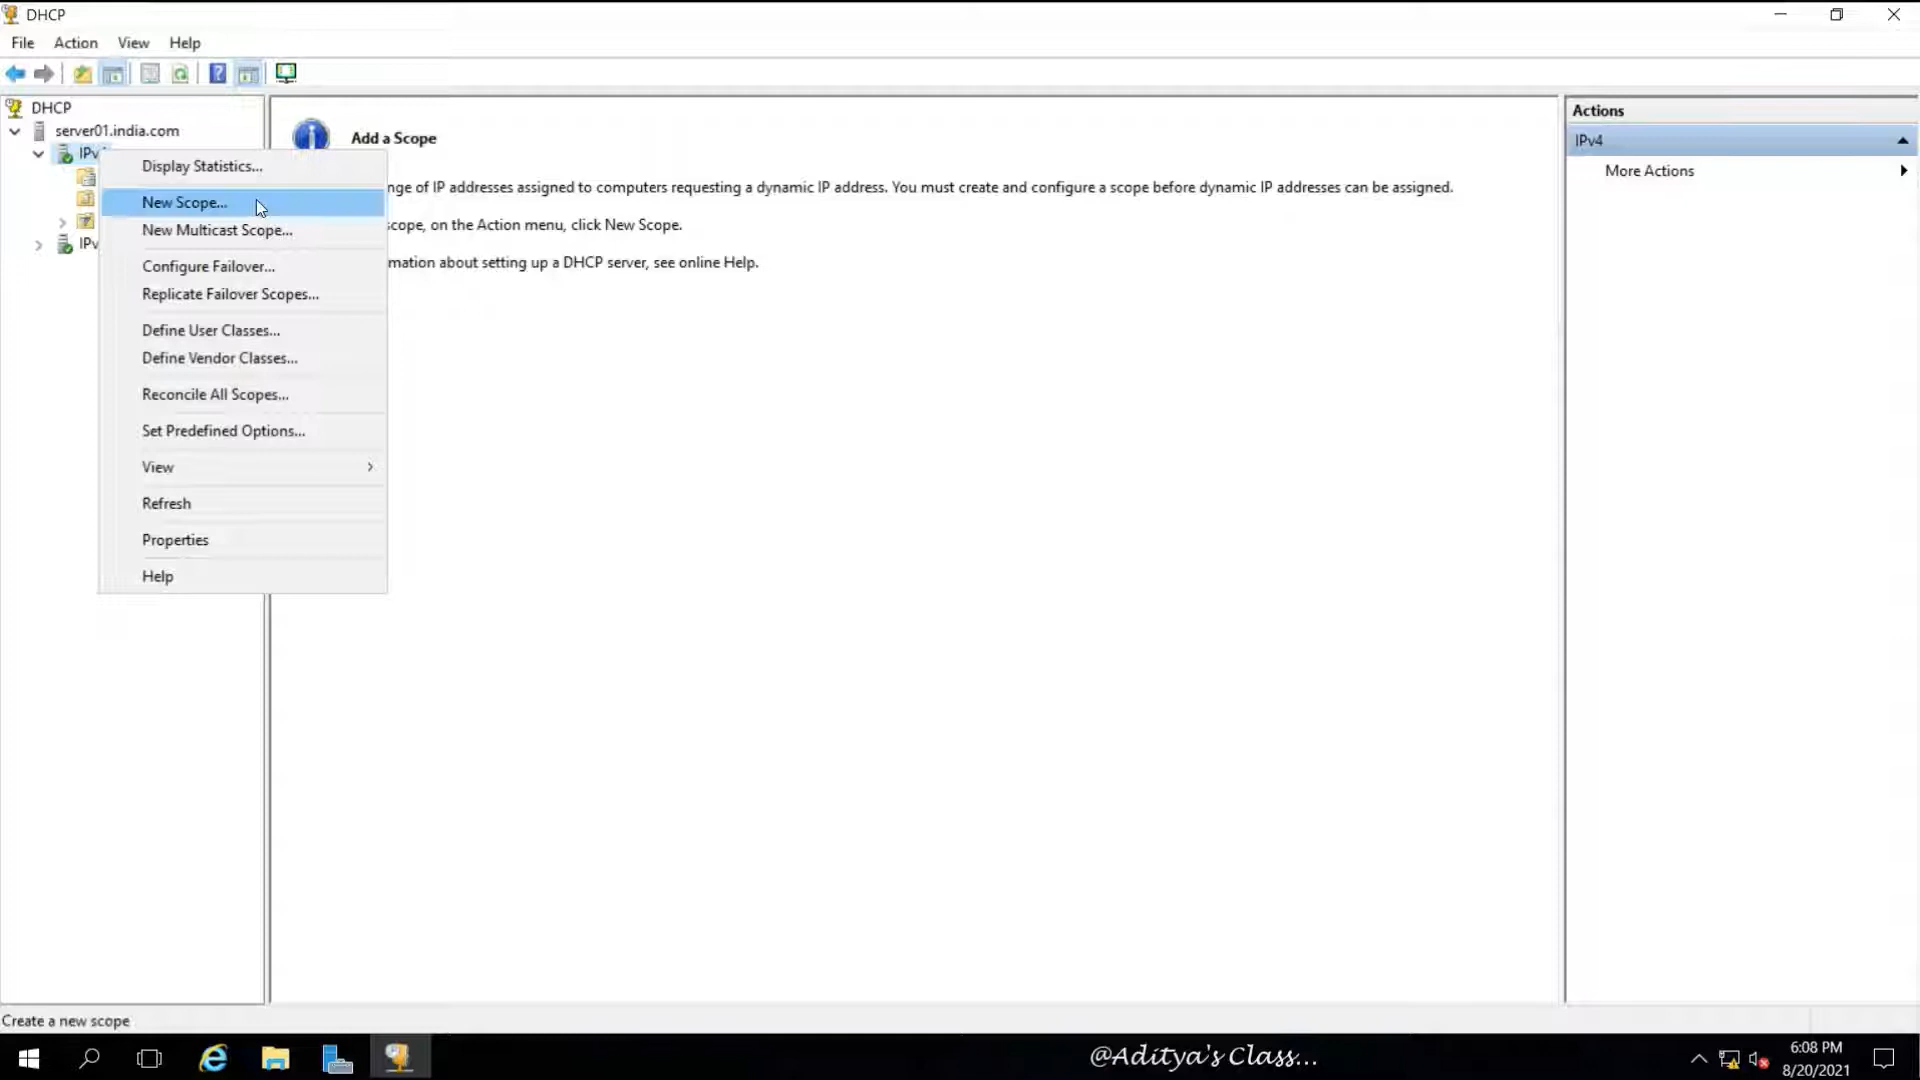 DHCP
File Action View Help
DHCP
server01.india.com
IPv
IPv
Display Statistics...
New Scope...
New Multicast Scope...
Configure Failover...
Replicate Failover Scopes...
Define User Classes...
Define Vendor Classes...
Reconcile All Scopes...
Set Predefined Options...
View
Refresh
Properties
Help
Add a Scope
nge of IP addresses assigned to computers requesting a dynamic IP address. You must create and configure a scope before dynamic IP addresses can be assigned.
scope, on the Action menu, click New Scope.
mation about setting up a DHCP server, see online Help.
Actions
IPv4
More Actions
Create a new scope
@Aditya's Class...
6:08 PM
8/20/2021